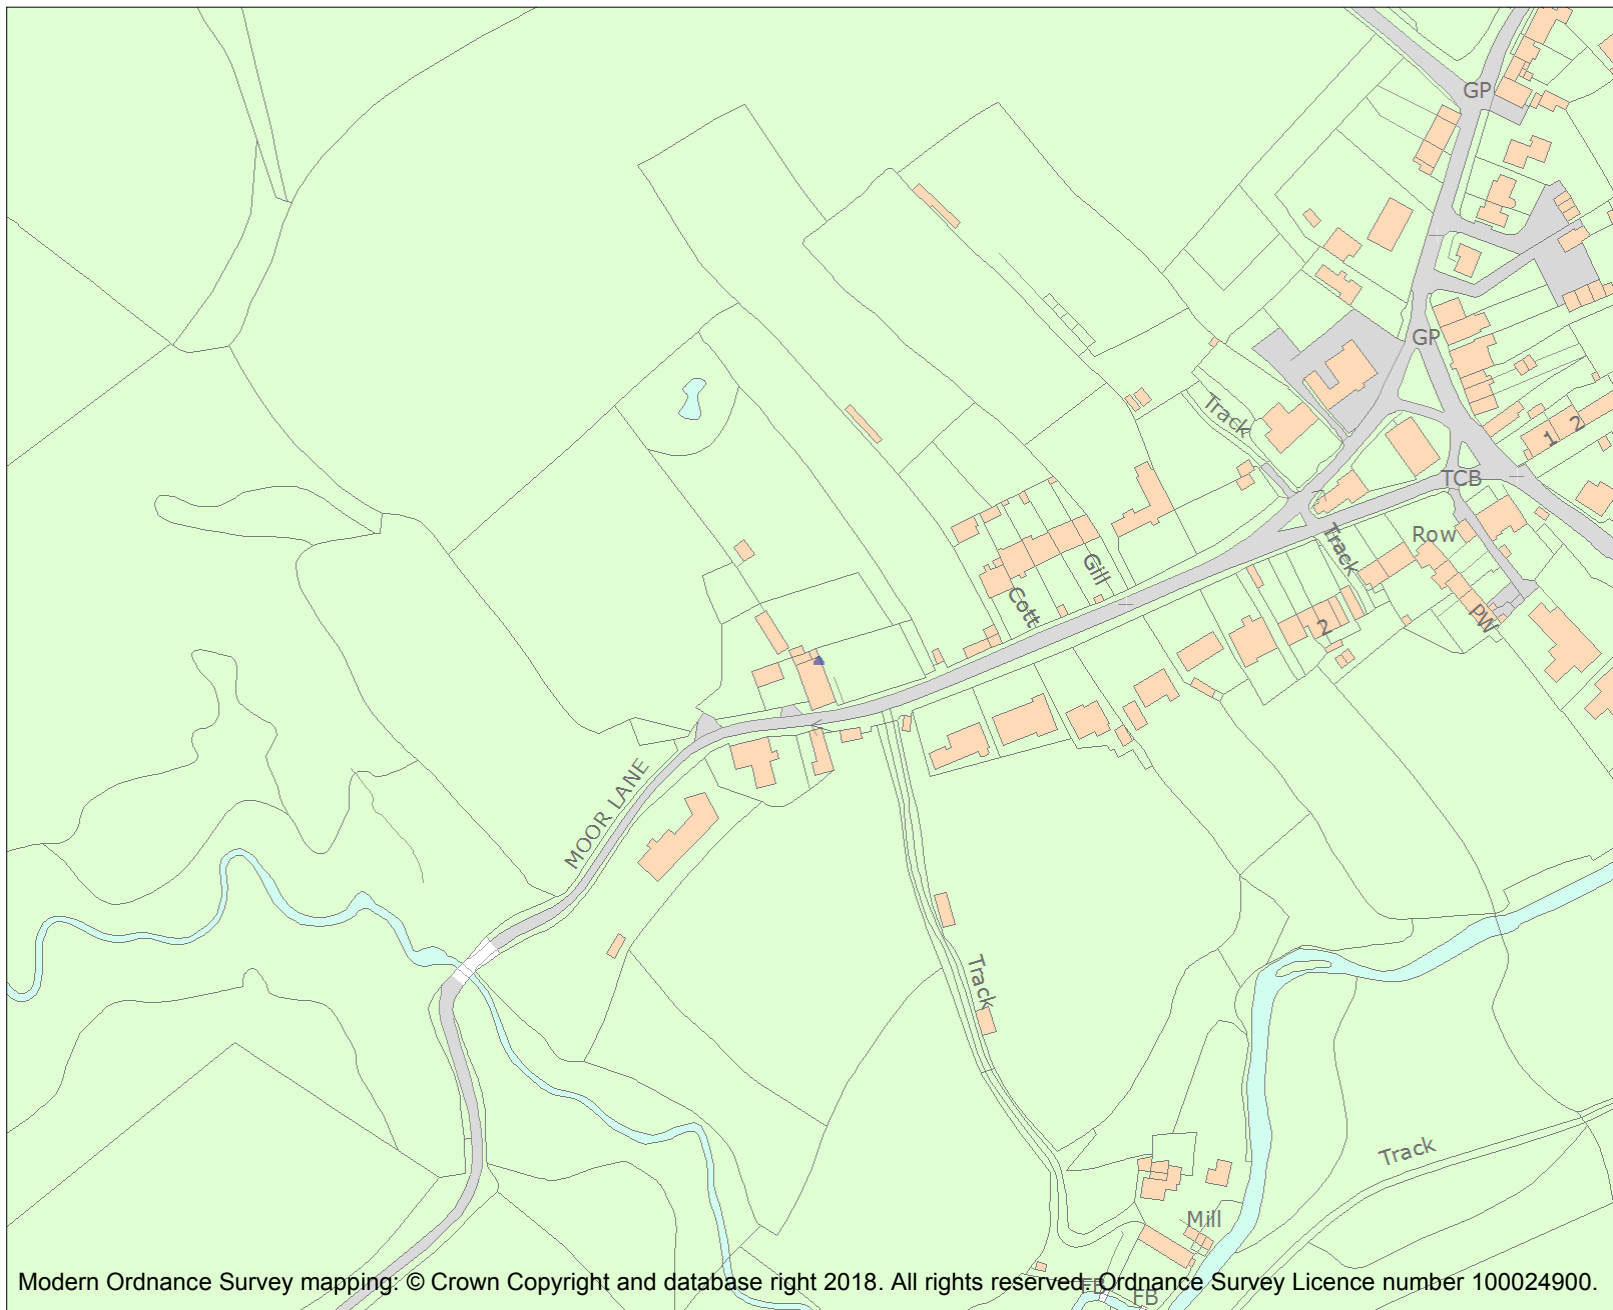 GP
GP
Track
1
2
TCB
Row
Track
Gill
Cott
2
PW
MOOR LANE
Track
Track
Mill
FB
FB
Modern Ordnance Survey mapping: © Crown Copyright and database right 2018. All rights reserved. Ordnance Survey Licence number 100024900.